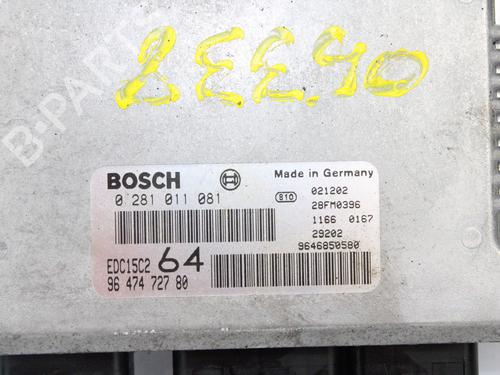 BOSCH
Made in Germany
0 281 011 081
810
021202
28FM0396
1166 0167
29202
9646850580
EDC15C2 64
96 474 727 80
B-PARTS